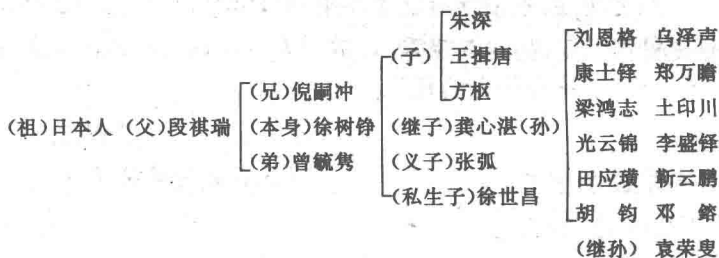 朱深
(子) 王揖唐
方枢
(祖)日本人 (父)段祺瑞
(兄)倪嗣冲
(本身)徐树铮
(弟)曾毓隽
(继子)龚心湛(孙)
(义子)张弧
(私生子)徐世昌
刘恩格 乌泽声
康士铎 郑万瞻
梁鸿志 土印川
光云锦 李盛铎
田应璜 靳云鹏
胡 钧 邓 镕
(继孙) 袁荣叟